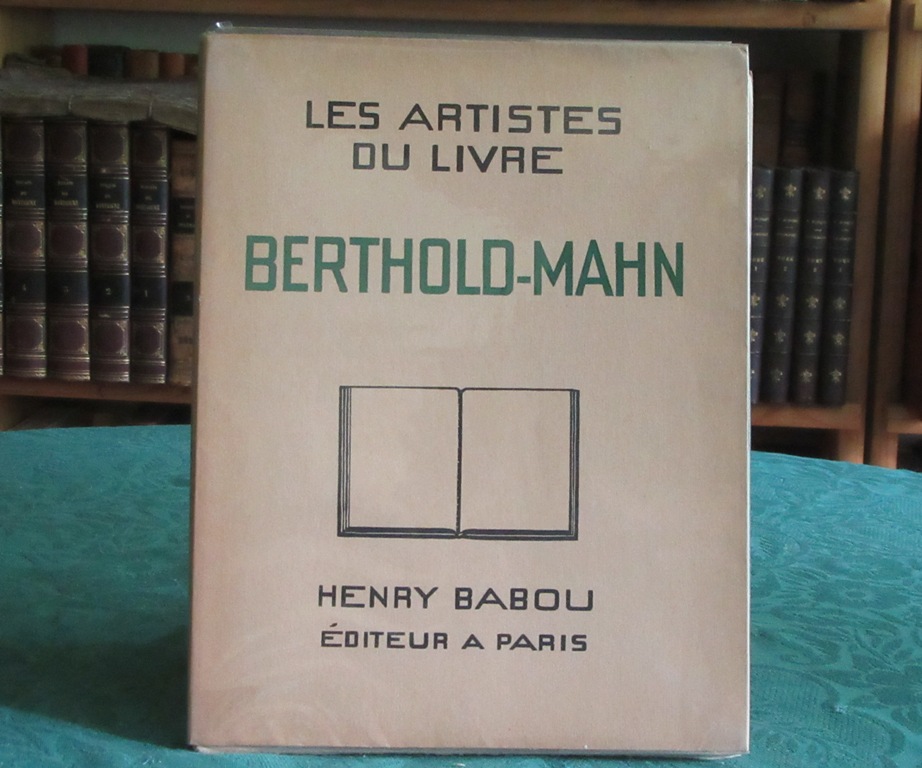 LES ARTISTES
DU LIVRE
BERTHOLD-MAHN
HENRY BABOU
ÉDITEUR A PARIS